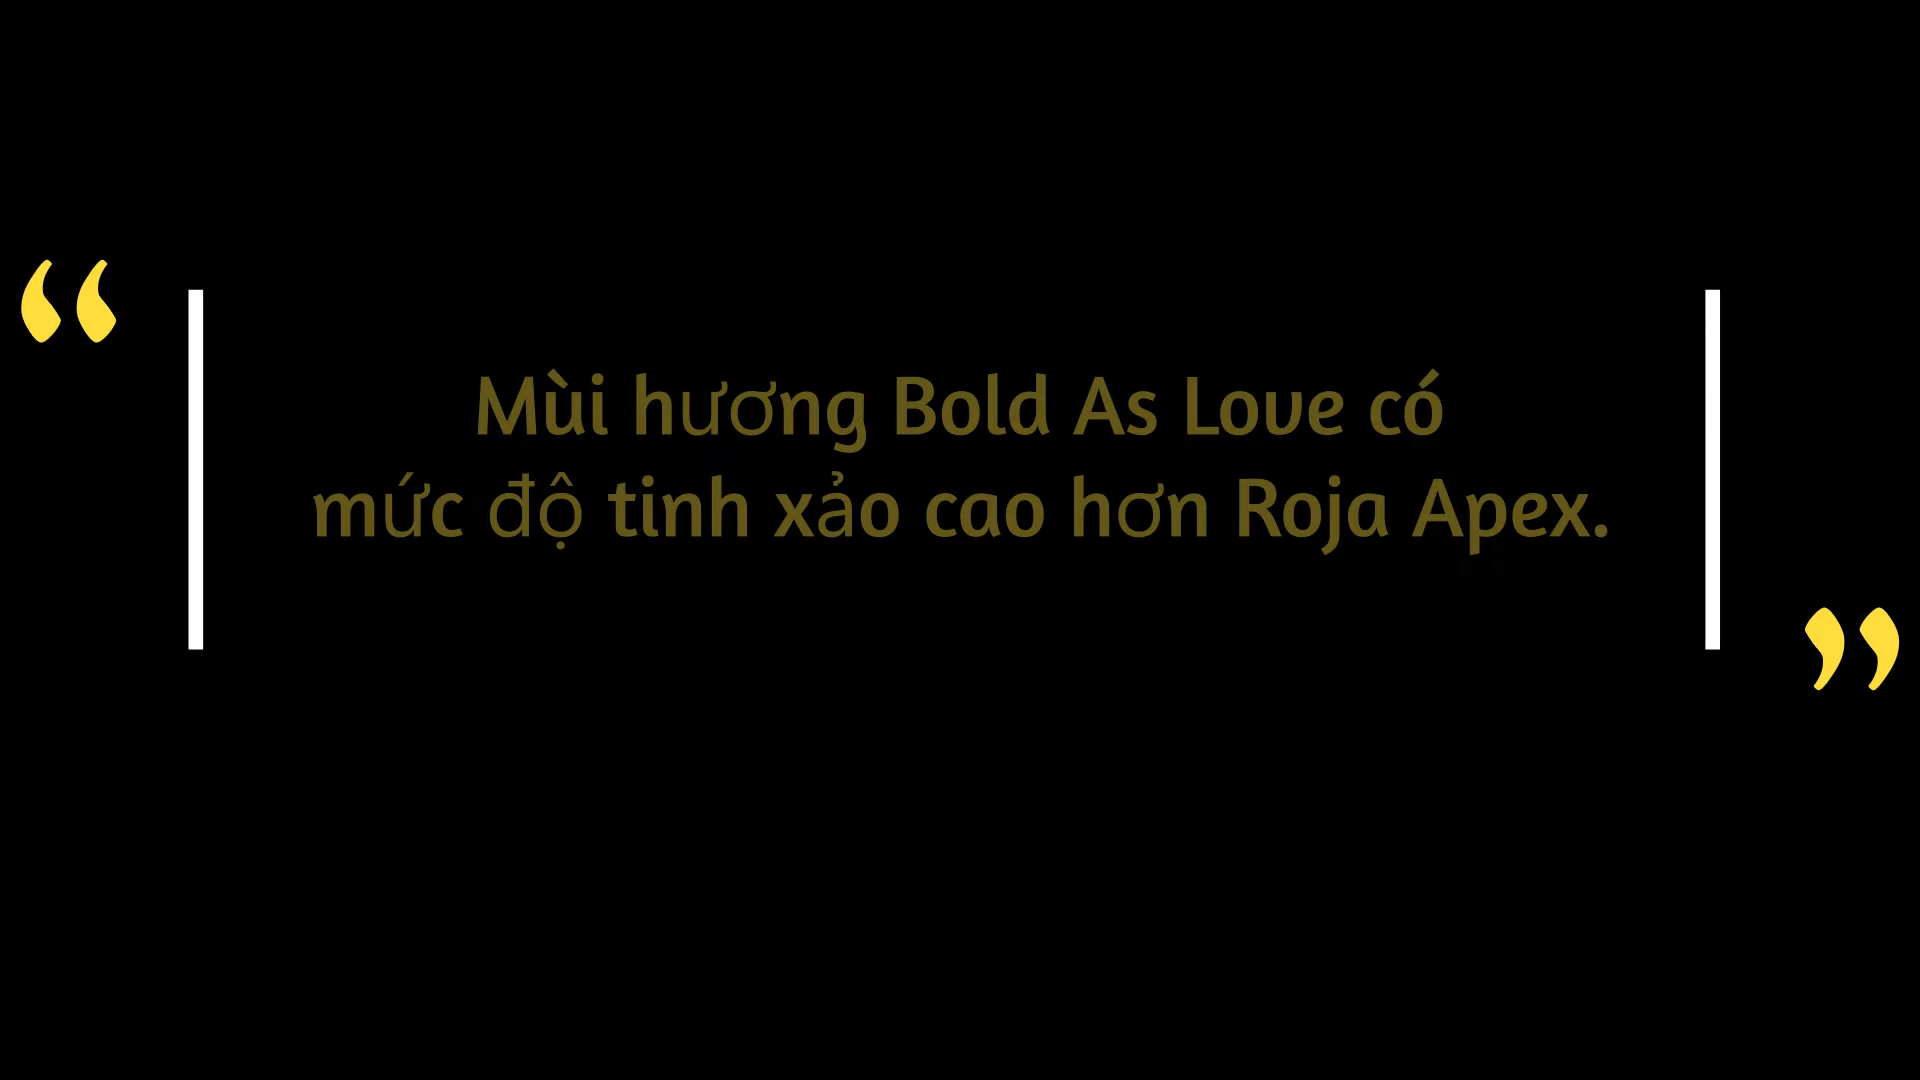 “
Mùi hương Bold As Love có
mức độ tinh xảo cao hơn Roja Apex.
”